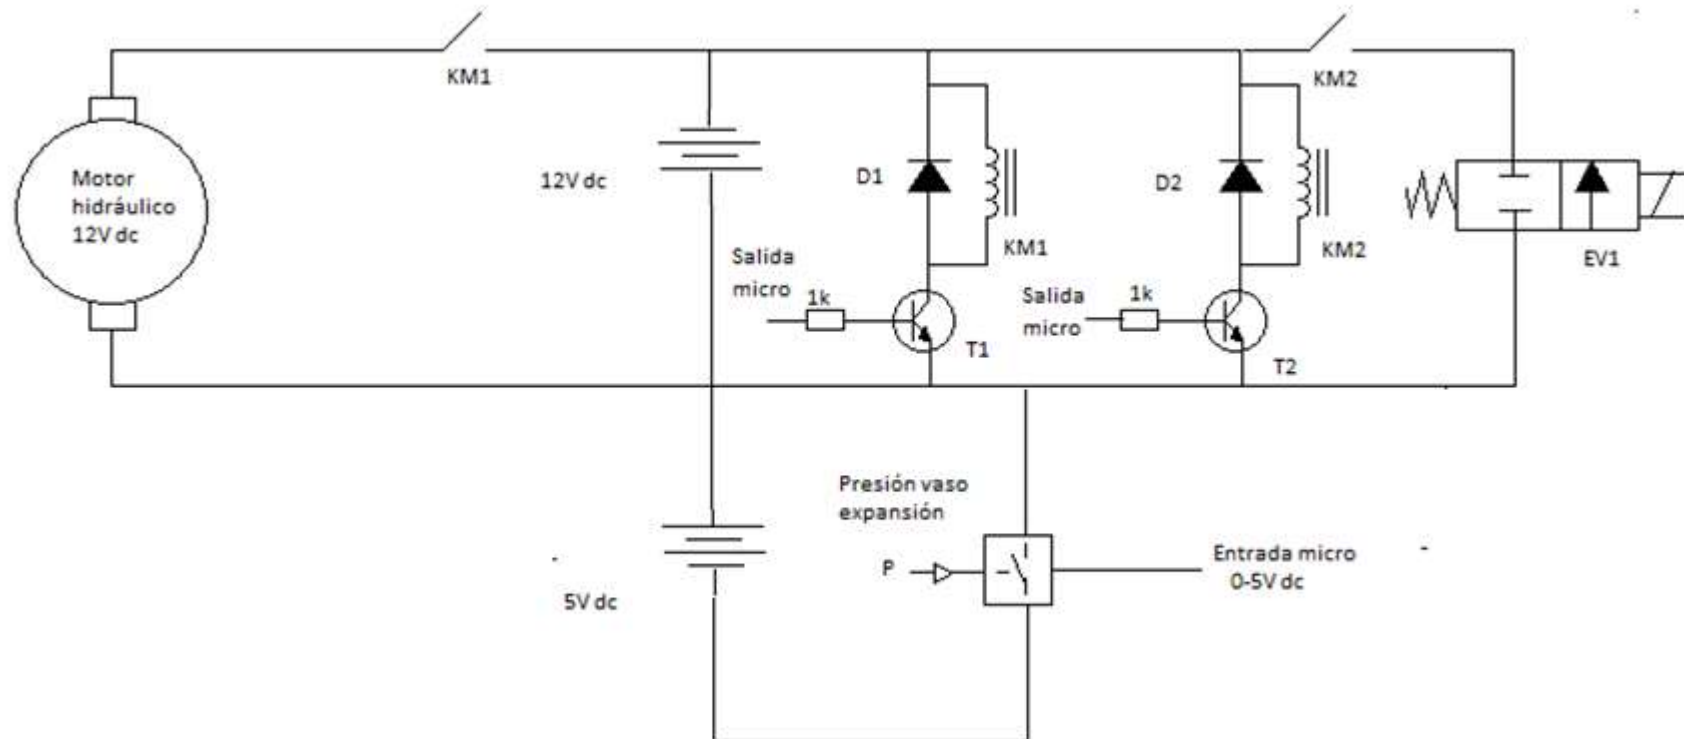 KM1
KM2
Motor
hidráulico
12V dc
12V dc
D1
KM1
D2
KM2
EV1
Salida
micro
1k
T1
Salida
micro
1k
T2
Presión vaso
expansión
P
Entrada micro
0-5V dc
5V dc